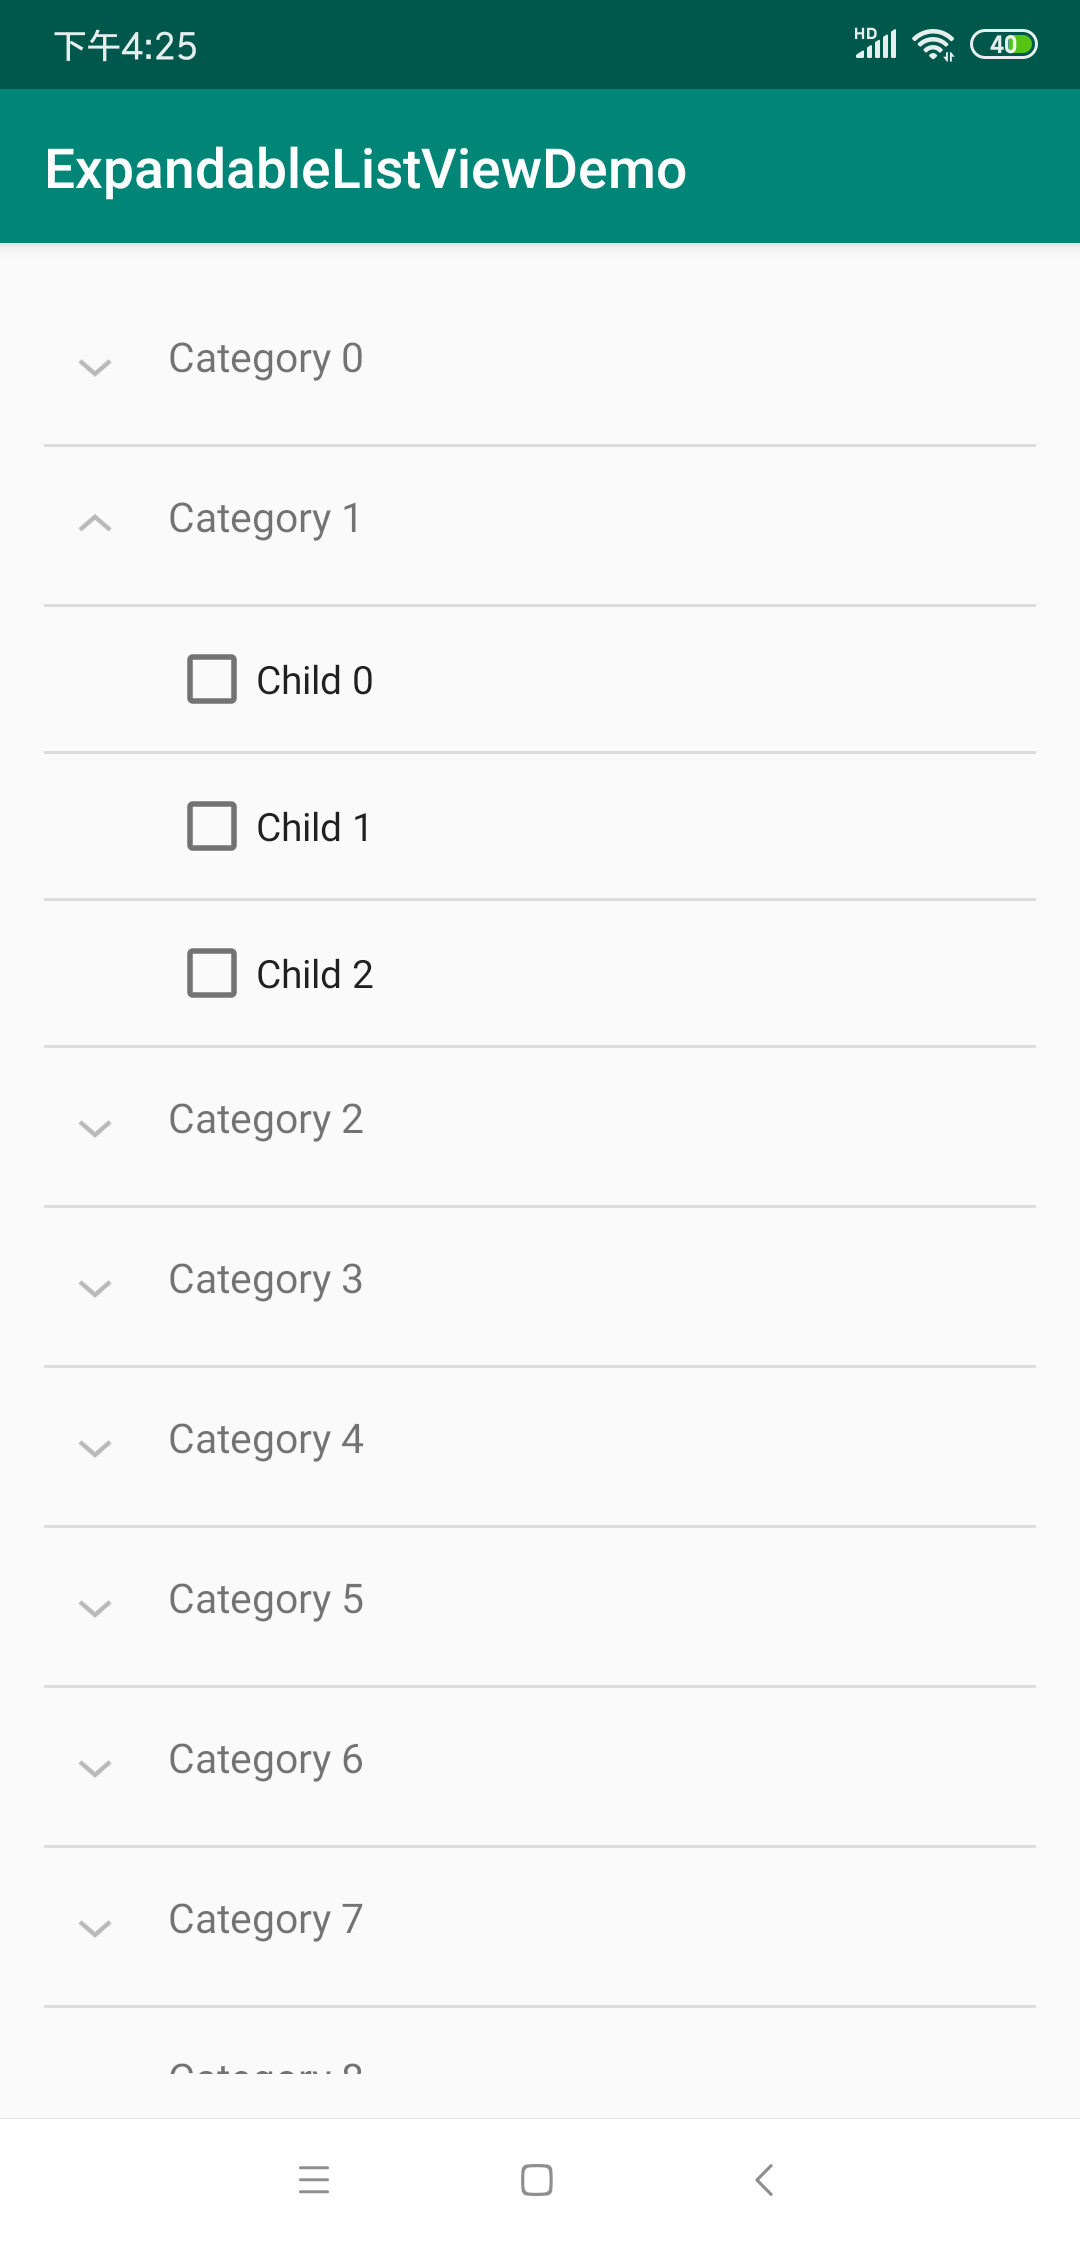 下午4:25
HD
40
ExpandableListViewDemo
Category 0
Category 1
Child 0
Child 1
Child 2
Category 2
Category 3
Category 4
Category 5
Category 6
Category 7